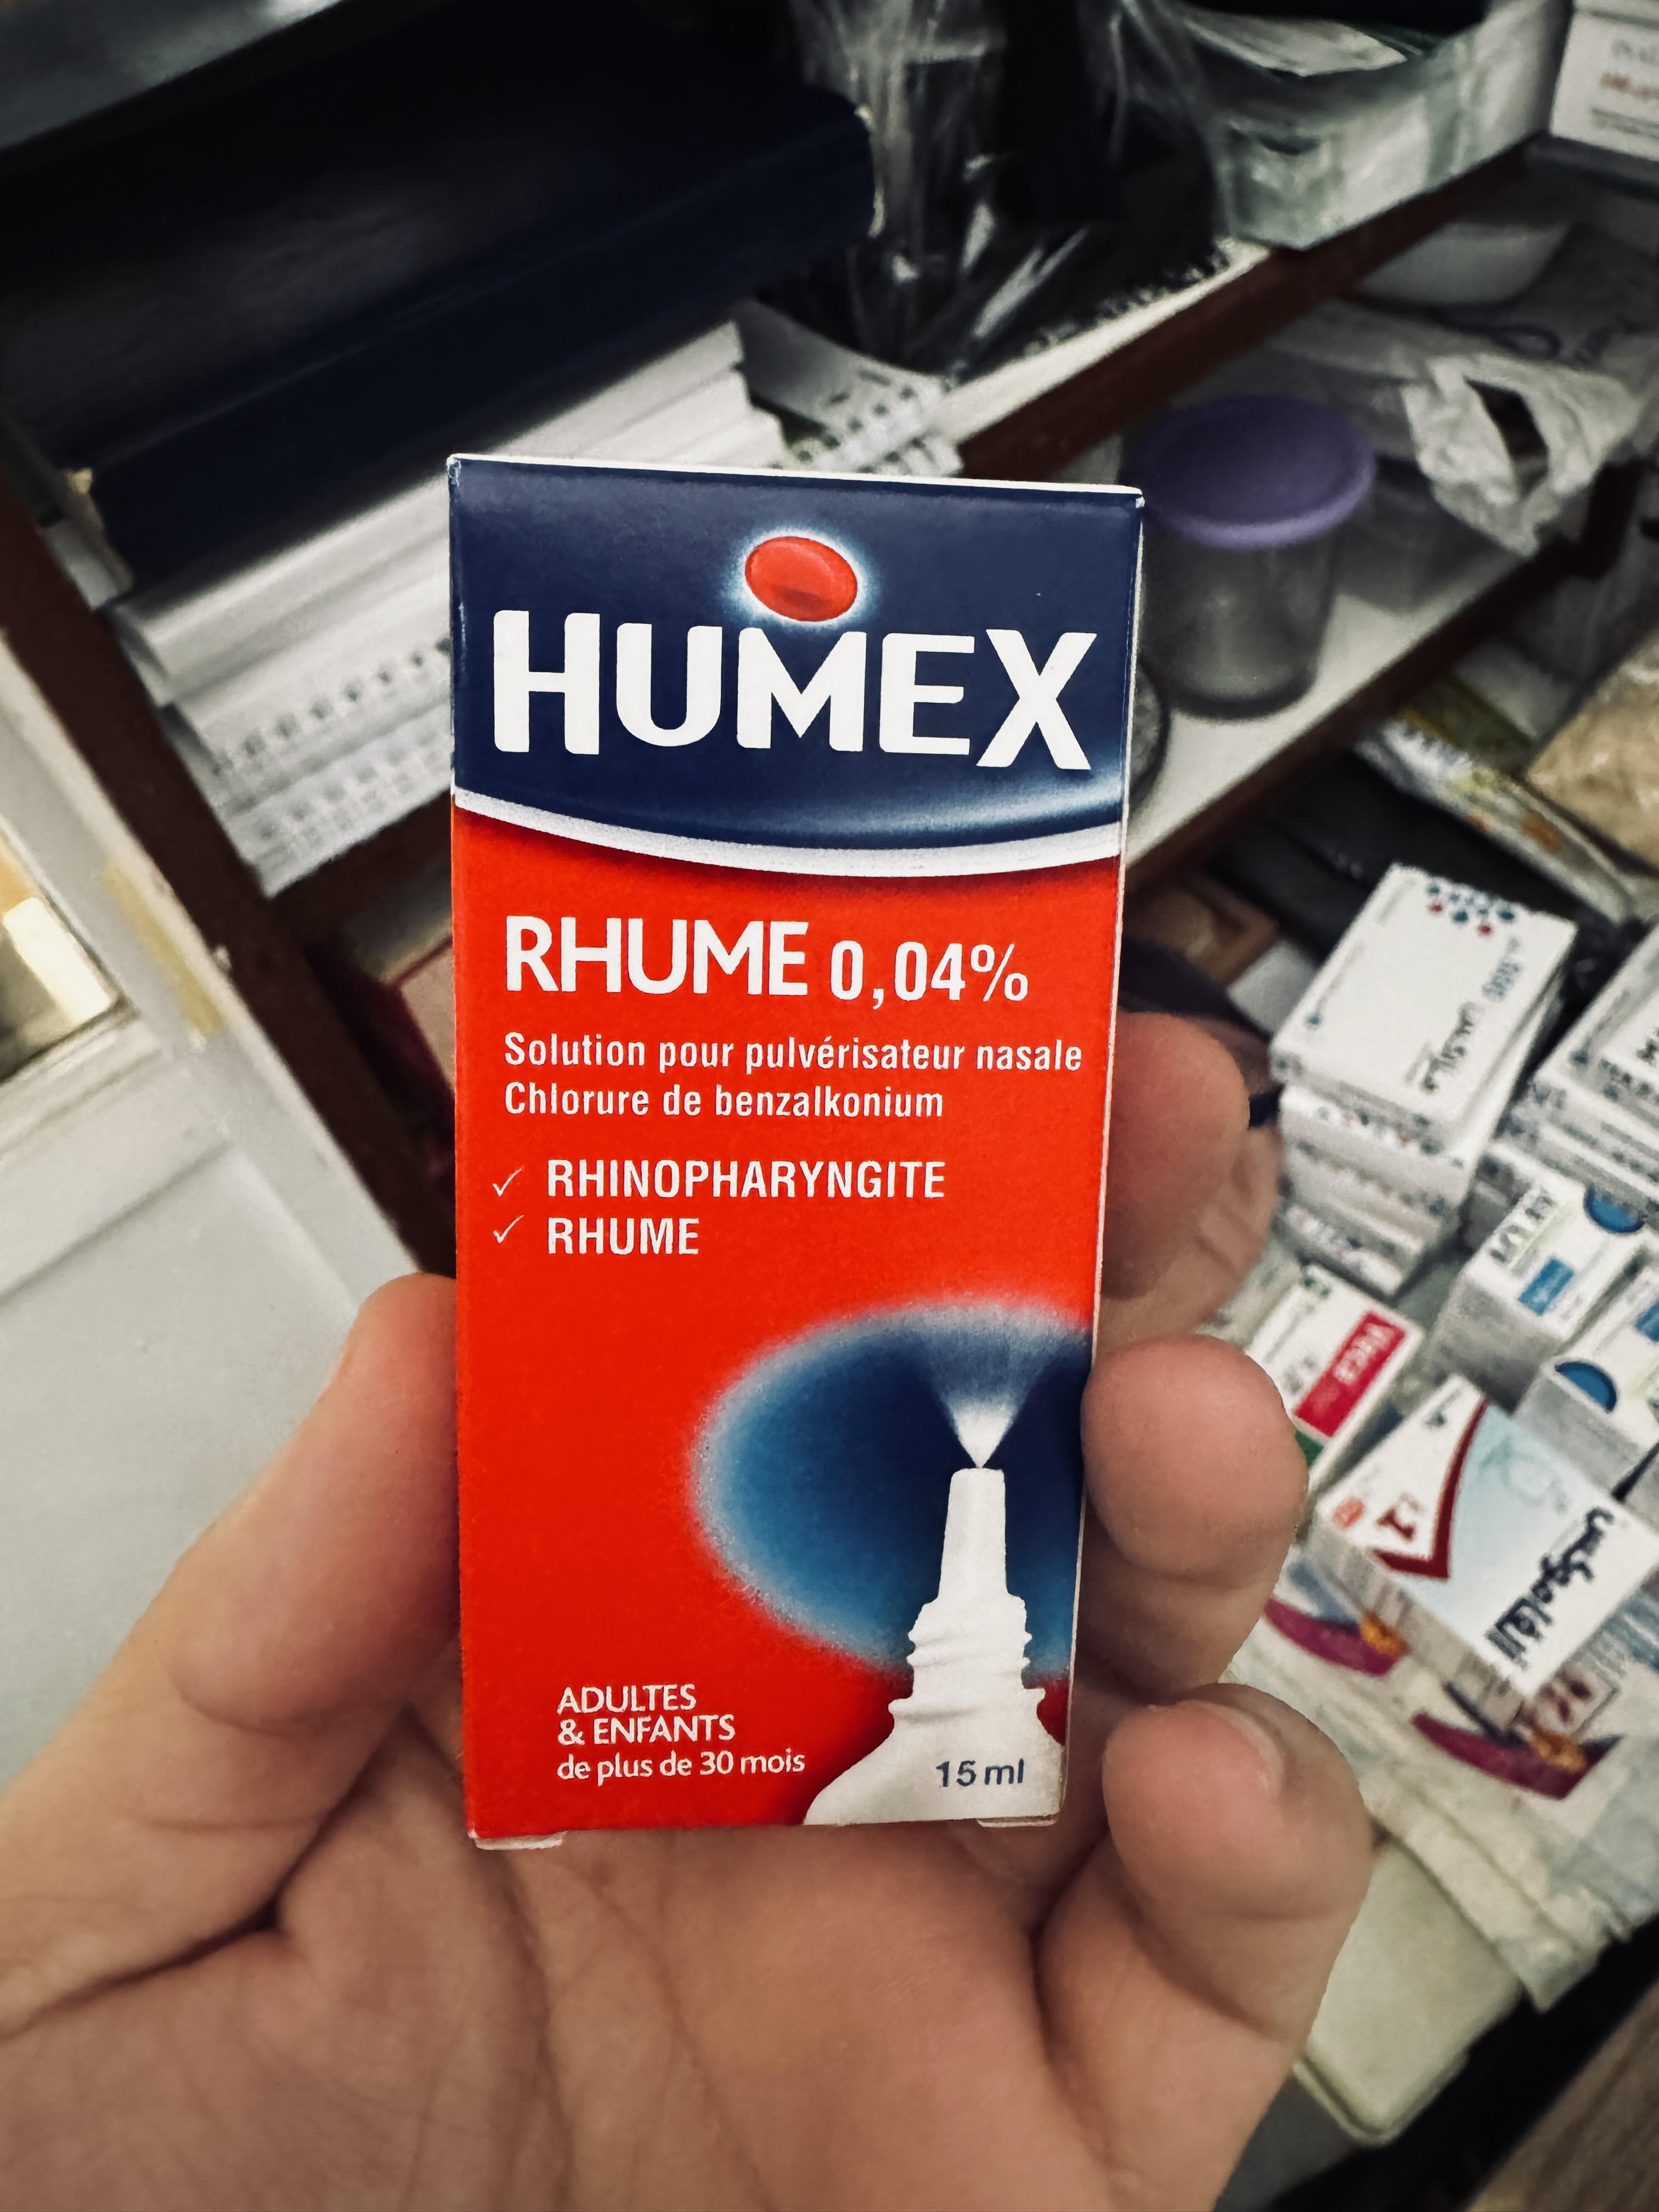 HUMEX
RHUME 0,04%
Solution pour pulvérisateur nasale
Chlorure de benzalkonium
✓ RHINOPHARYNGITE
✓ RHUME
ADULTES
& ENFANTS
de plus de 30 mois
15 ml